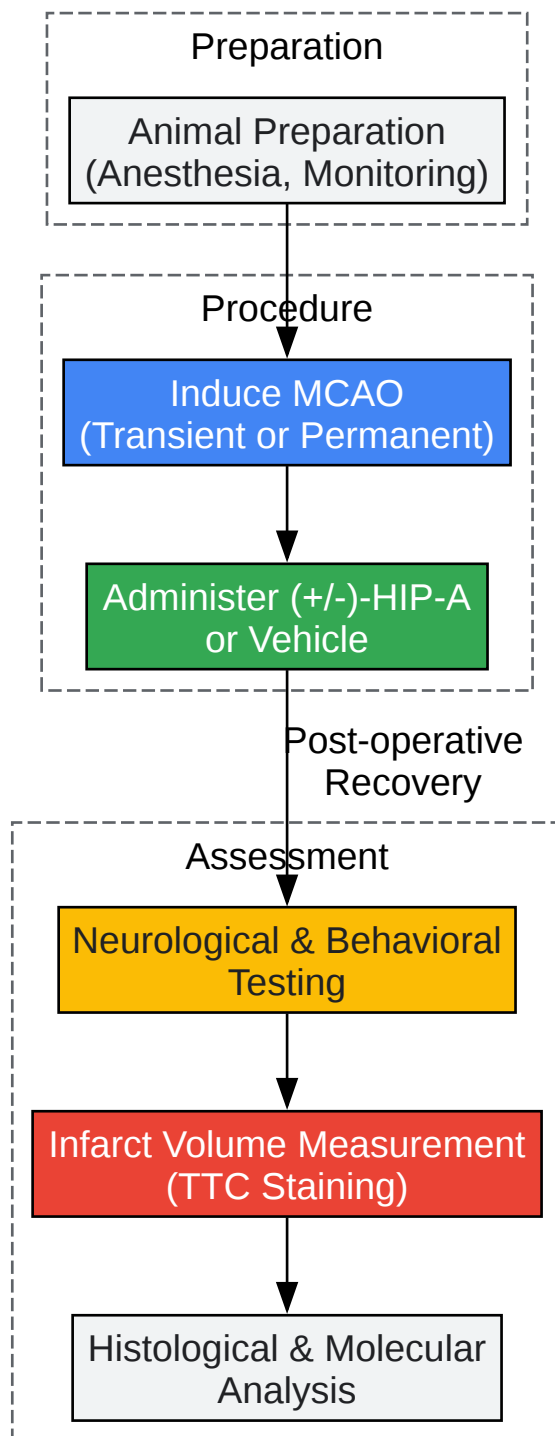 Preparation
Animal Preparation
(Anesthesia, Monitoring)
Procedure
Induce MCAO
(Transient or Permanent)
Administer (+/-)-HIP-A
or Vehicle
Post-operative
Recovery
Assessment
Neurological & Behavioral
Testing
Infarct Volume Measurement
(TTC Staining)
Histological & Molecular
Analysis